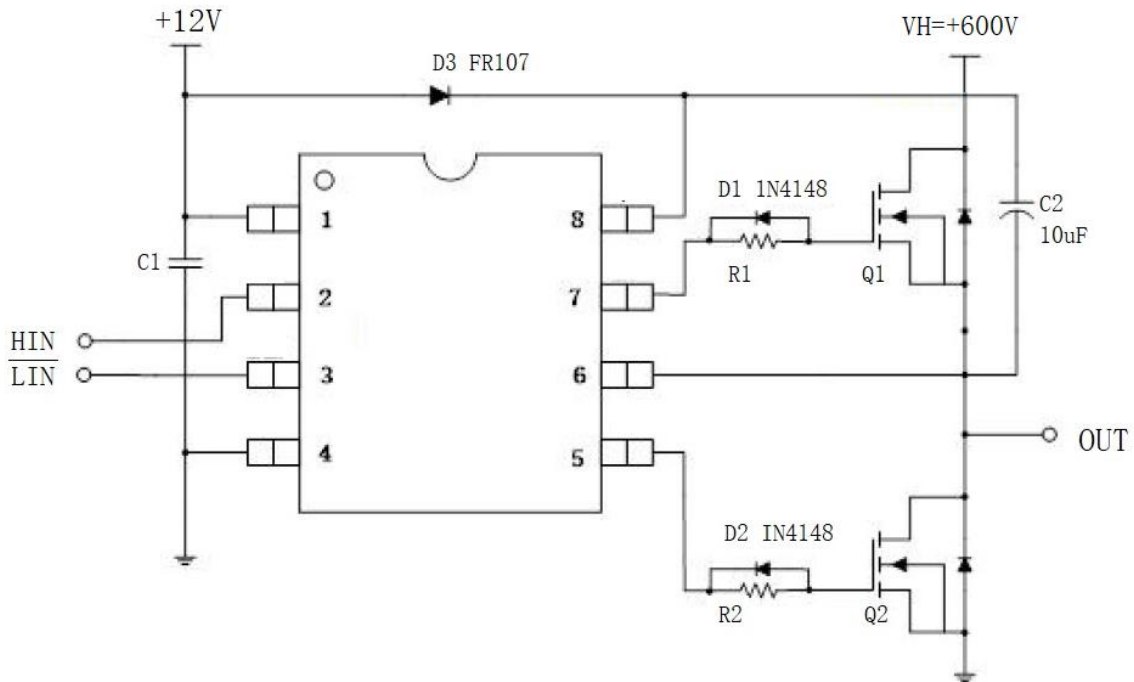 +12V
VH=+600V
D3 FR107
D1 1N4148
C2
10uF
1
8
C1
R1
Q1
2
7
HIN
LIN
3
6
4
5
OUT
D2 IN4148
R2
Q2